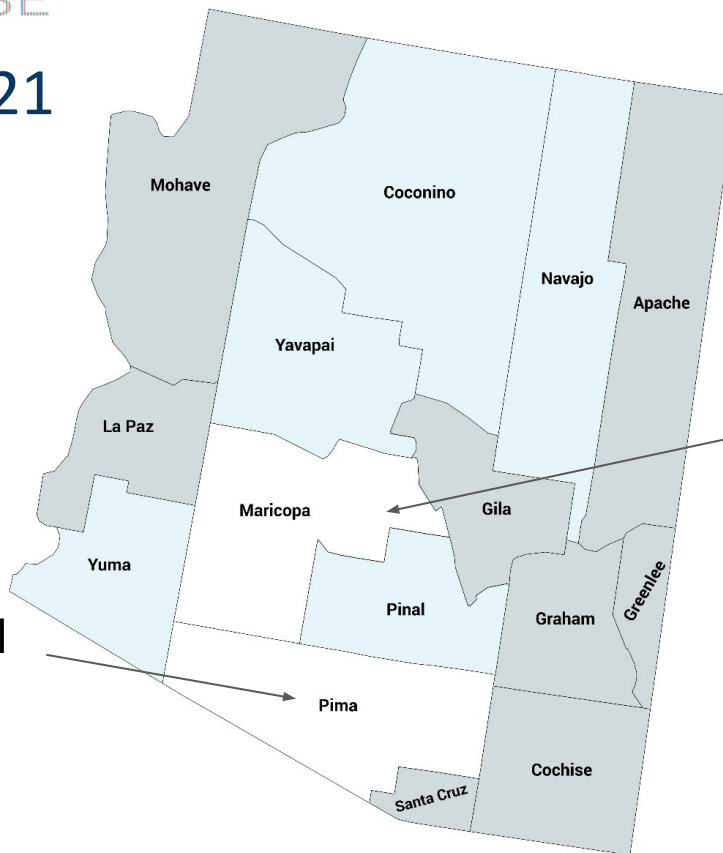 21
Mohave
Coconino
Navajo
Apache
Yavapai
La Paz
Maricopa
Gila
Yuma
Pinal
Graham
Greenlee
Pima
Cochise
Santa Cruz